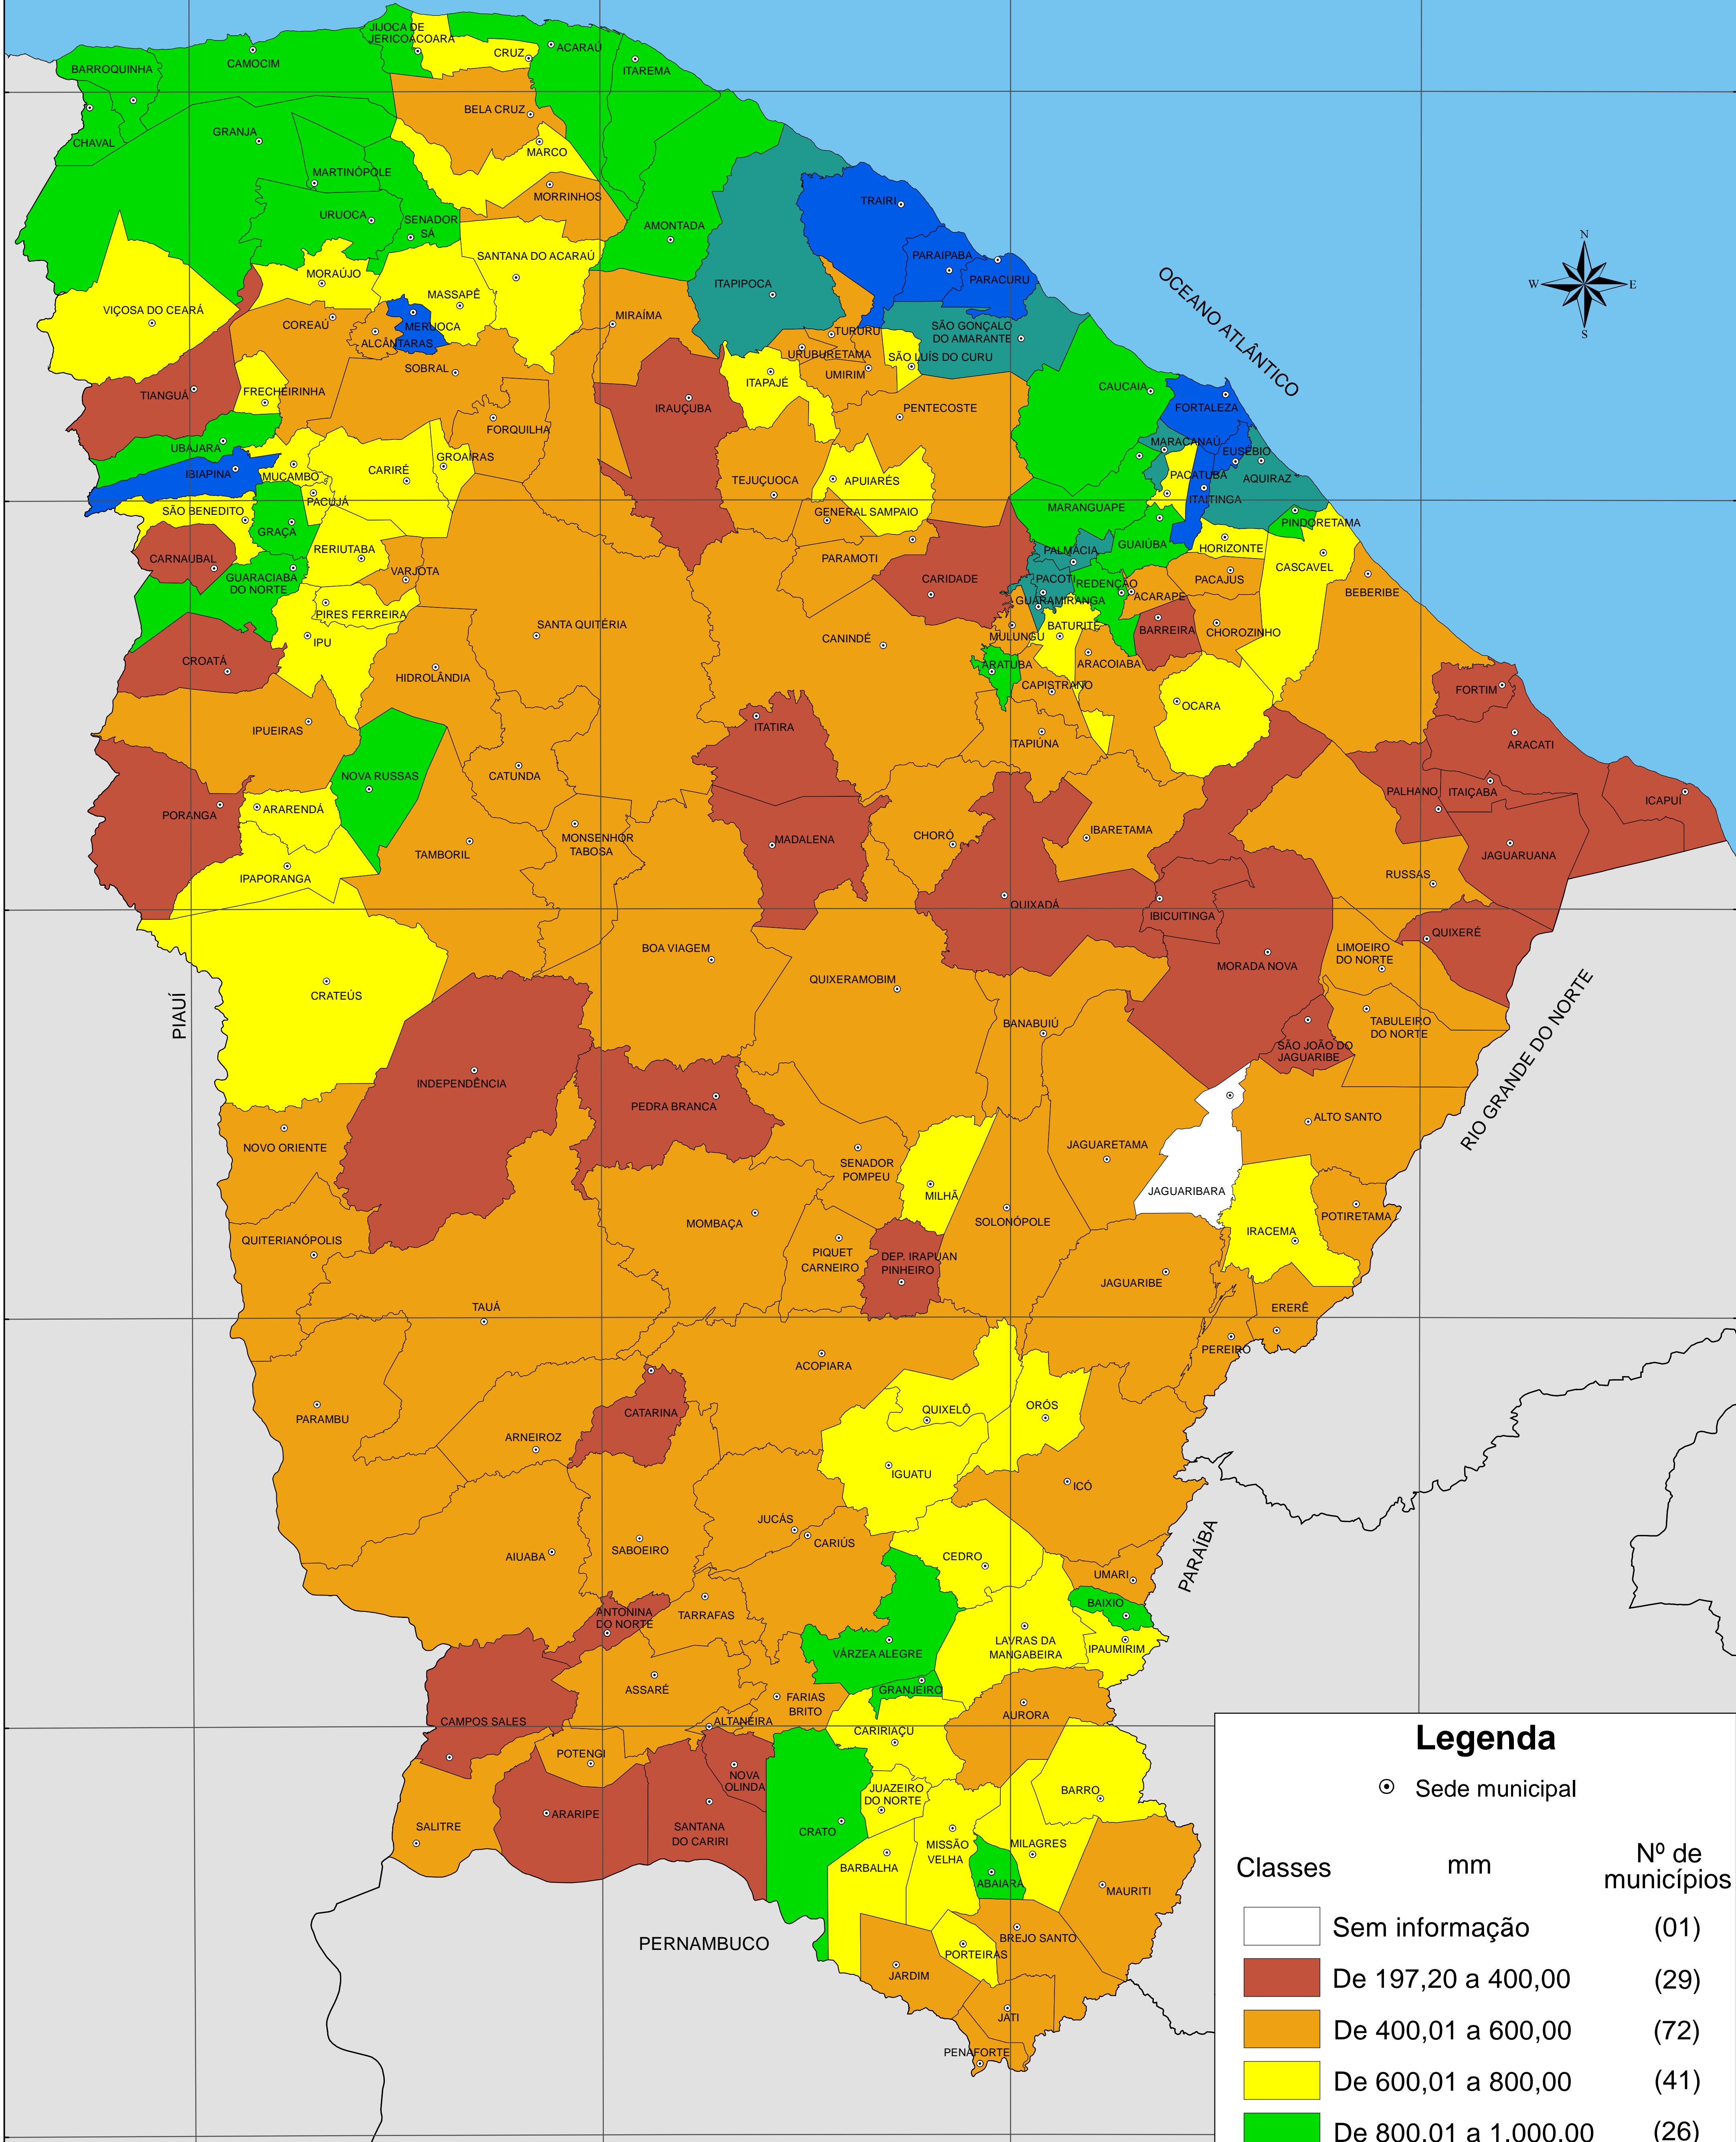 JIJOCA DE
JERICOACOARA
CRUZ
ACARAÚ
BARROQUINHA
CAMOCIM
ITAREMA
BELA CRUZ
CHAVAL
GRANJA
MARCO
MARTINÓPOLE
MORRINHOS
TRAIRI
URUOCA
SENADOR
SÁ
AMONTADA
N
W
E
S
SANTANA DO ACARAÚ
PARAIPABA
MORAÚJO
PARACURU
ITAPIPOCA
OCEANO ATLÂNTICO
MASSAPÊ
VIÇOSA DO CEARÁ
MIRAÍMA
COREAÚ
MERUOCA
SÃO GONÇALO
DO AMARANTE
TURURU
ALCÂNTARAS
URUBURETAMA
SÃO LUÍS DO CURU
SOBRAL
UMIRIM
ITAPAJÉ
CAUCAIA
TIANGUÁ
FRECHEIRINHA
IRAUÇUBA
PENTECOSTE
FORTALEZA
FORQUILHA
MARACANAÚ
UBAJARA
EUSÉBIO
GROAÍRAS
IBIAPINA
MUCAMBO
CARIRÉ
PACATUBA
AQUIRAZ
TEJUÇUOCA
APUIARÉS
PACUJÁ
ITAITINGA
SÃO BENEDITO
GENERAL SAMPAIO
MARANGUAPE
PINDORETAMA
GRAÇA
RERIUTABA
PALMÁCIA
GUAIÚBA
HORIZONTE
CARNAUBAL
PARAMOTI
CASCAVEL
VARJOTA
GUARACIABA
DO NORTE
CARIDADE
PACOTI
REDENÇÃO
PACAJUS
BEBERIBE
GUARAMIRANGA
ACARAPE
PIRES FERREIRA
SANTA QUITÉRIA
BATURITÉ
BARREIRA
CHOROZINHO
IPU
CANINDÉ
MULUNGU
CROATÁ
ARATUBA
ARACOIABA
HIDROLÂNDIA
CAPISTRANO
FORTIM
OCARA
IPUEIRAS
ITATIRA
ITAPIÚNA
ARACATI
NOVA RUSSAS
CATUNDA
PALHANO
ITAIÇABA
ICAPUÍ
PORANGA
ARARENDÁ
IBARETAMA
MONSENHOR
TABOSA
MADALENA
CHORÓ
TAMBORIL
JAGUARUANA
IPAPORANGA
RUSSAS
QUIXADÁ
IBICUITINGA
QUIXERÉ
BOA VIAGEM
LIMOEIRO
DO NORTE
MORADA NOVA
CRATEÚS
QUIXERAMOBIM
PIAUÍ
BANABUIÚ
TABULEIRO
DO NORTE
SÃO JOÃO DO
JAGUARIBE
RIO GRANDE DO NORTE
INDEPENDÊNCIA
PEDRA BRANCA
ALTO SANTO
NOVO ORIENTE
JAGUARETAMA
SENADOR
POMPEU
JAGUARIBARA
MILHÃ
MOMBAÇA
SOLONÓPOLE
POTIRETAMA
IRACEMA
QUITERIANÓPOLIS
PIQUET
CARNEIRO
DEP. IRAPUAN
PINHEIRO
JAGUARIBE
TAUÁ
ERERÊ
PEREIRO
ACOPIARA
PARAMBU
CATARINA
QUIXELÔ
ORÓS
ARNEIROZ
IGUATU
ICÓ
JUCÁS
CARIÚS
SABOEIRO
AIUABA
CEDRO
PARAÍBA
UMARI
BAIXIO
ANTONINA
DO NORTE
TARRAFAS
LAVRAS DA
MANGABEIRA
IPAUMIRIM
VÁRZEA ALEGRE
ASSARÉ
GRANJEIRO
FARIAS
BRITO
AURORA
CAMPOS SALES
ALTANEIRA
CARIRIAÇU
POTENGI
NOVA
OLINDA
JUAZEIRO
DO NORTE
BARRO
ARARIPE
SALITRE
SANTANA
DO CARIRI
CRATO
MISSÃO
VELHA
MILAGRES
BARBALHA
ABAIARA
MAURITI
PERNAMBUCO
BREJO SANTO
PORTEIRAS
JARDIM
JATI
PENAFORTE
Legenda
Sede municipal
Classes mm Nº de
municípios
Sem informação (01)
De 197,20 a 400,00 (29)
De 400,01 a 600,00 (72)
De 600,01 a 800,00 (41)
De 800,01 a 1.000,00 (26)